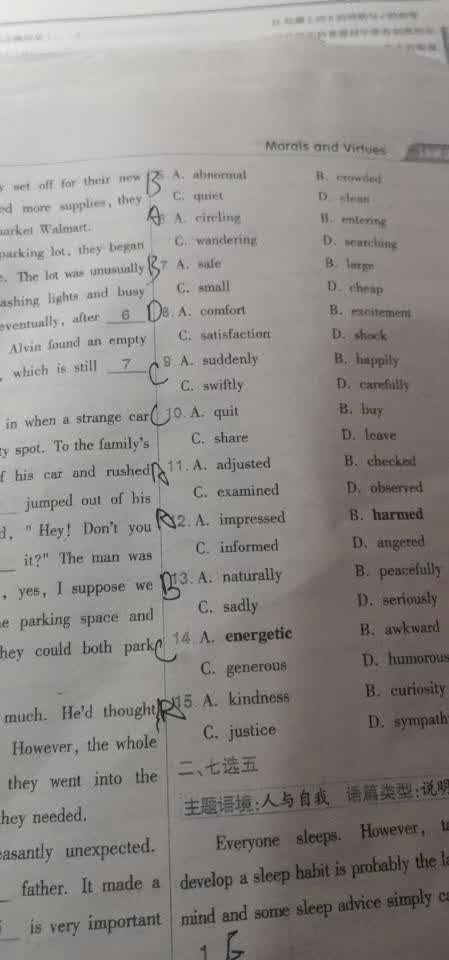 Morals and Virtues
y set off for their new
ed more supplies, they
arket Walmart.
parking lot, they began
e. The lot was unusually
ashing lights and busy
eventually, after 6
Alvin found an empty
, which is still 7
in when a strange car
ty spot. To the family's
f his car and rushed
jumped out of his
d, "Hey! Don't you
it?" The man was
, yes, I suppose we
e parking space and
hey could both park
much. He'd thought
However, the whole
they went into the
they needed.
easantly unexpected.
father. It made a
is very important
B 5 A. abnormal B. crowded
C. quiet D. clean
A A. circling B. entering
C. wandering D. searching
B 7 A. safe B. large
C. small D. cheap
D 8. A. comfort B. excitement
C. satisfaction D. shock
C 9. A. suddenly B. happily
C. swiftly D. carefully
C 10. A. quit B. buy
C. share D. leave
A 11. A. adjusted B. checked
C. examined D. observed
A 12. A. impressed B. harmed
C. informed D. angered
B 13. A. naturally B. peacefully
C. sadly D. seriously
C 14. A. energetic B. awkward
C. generous D. humorous
15. A. kindness B. curiosity
C. justice D. sympath
二、七选五
主题语境:人与自我 语篇类型:说明
Everyone sleeps. However, t
develop a sleep habit is probably the la
mind and some sleep advice simply ca
1 G